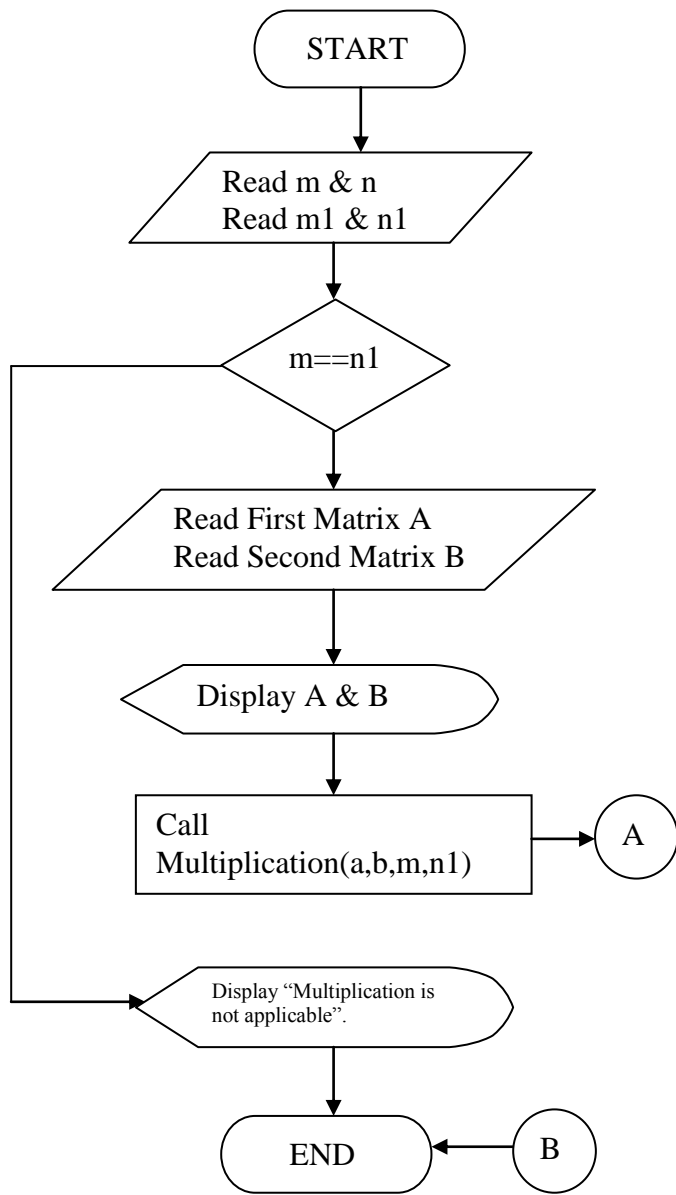 START
Read m & n
Read m1 & n1
m==n1
Read First Matrix A
Read Second Matrix B
Display A & B
Call
Multiplication(a,b,m,n1)
A
Display “Multiplication is
not applicable”.
END
B